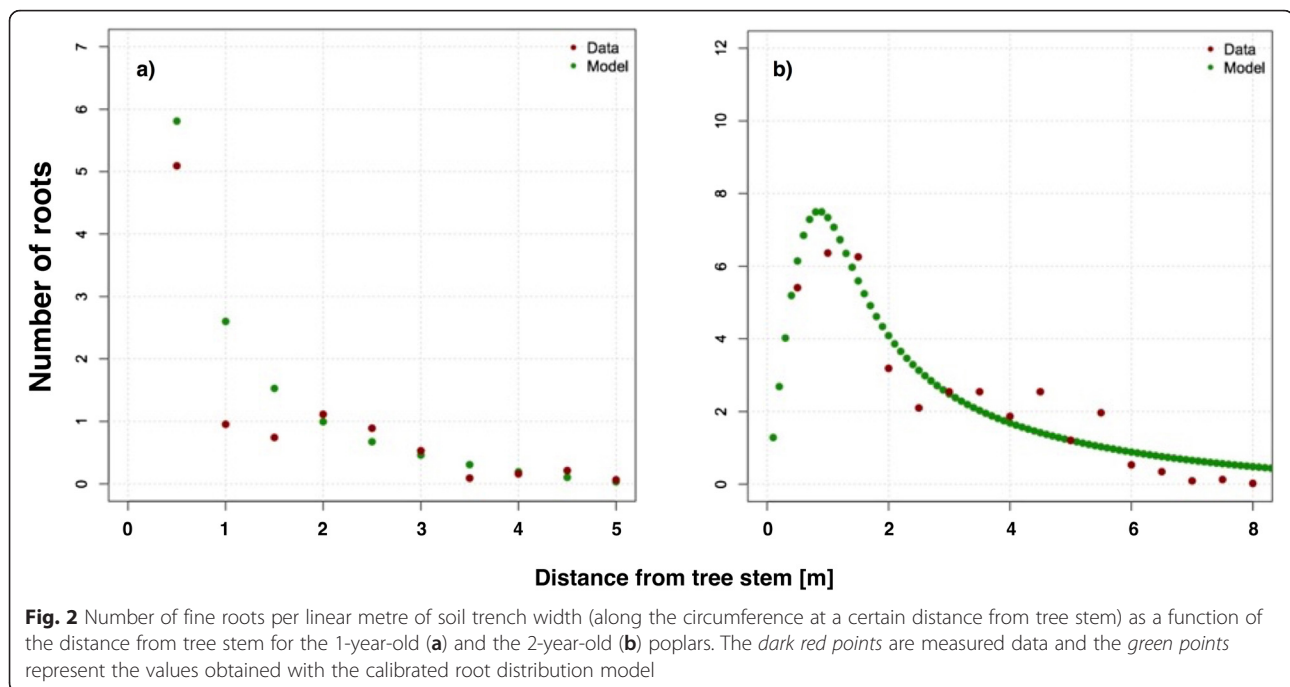 a)
Data
Model
7
6
5
4
3
2
1
0
0 1 2 3 4 5
Number of roots
b)
Data
Model
12
10
8
6
4
2
0
0 2 4 6 8
Distance from tree stem [m]
Fig. 2 Number of fine roots per linear metre of soil trench width (along the circumference at a certain distance from tree stem) as a function of
the distance from tree stem for the 1-year-old (a) and the 2-year-old (b) poplars. The dark red points are measured data and the green points
represent the values obtained with the calibrated root distribution model